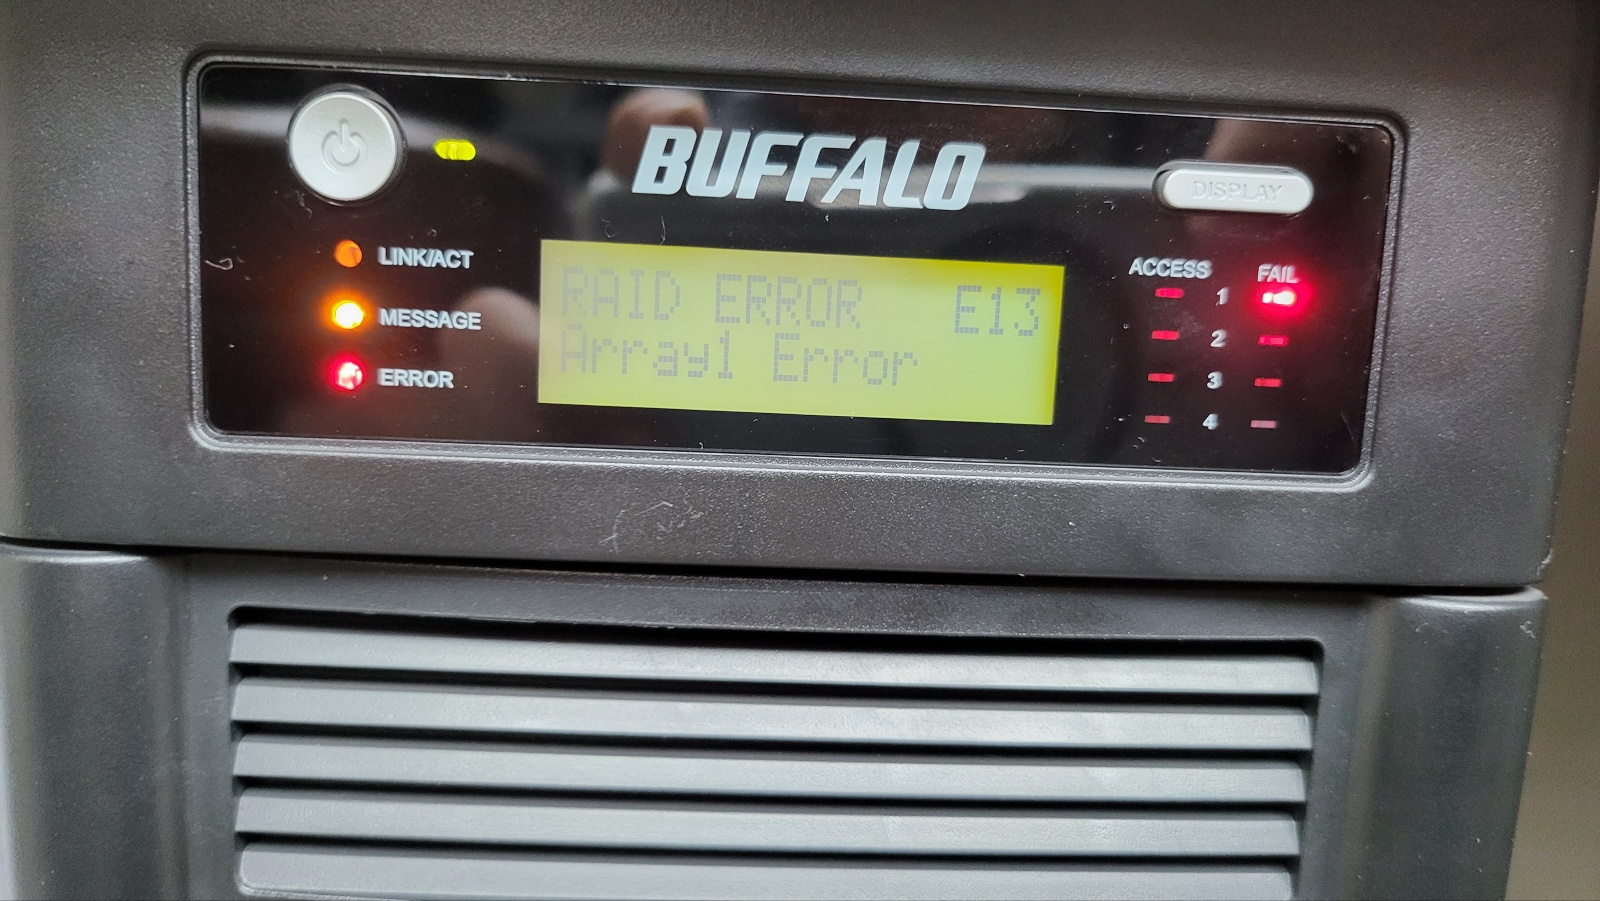 BUFFALO
DISPLAY
LINK/ACT
MESSAGE
ERROR
RAID ERROR E13
Array1 Error
ACCESS FAIL
1
2
3
4